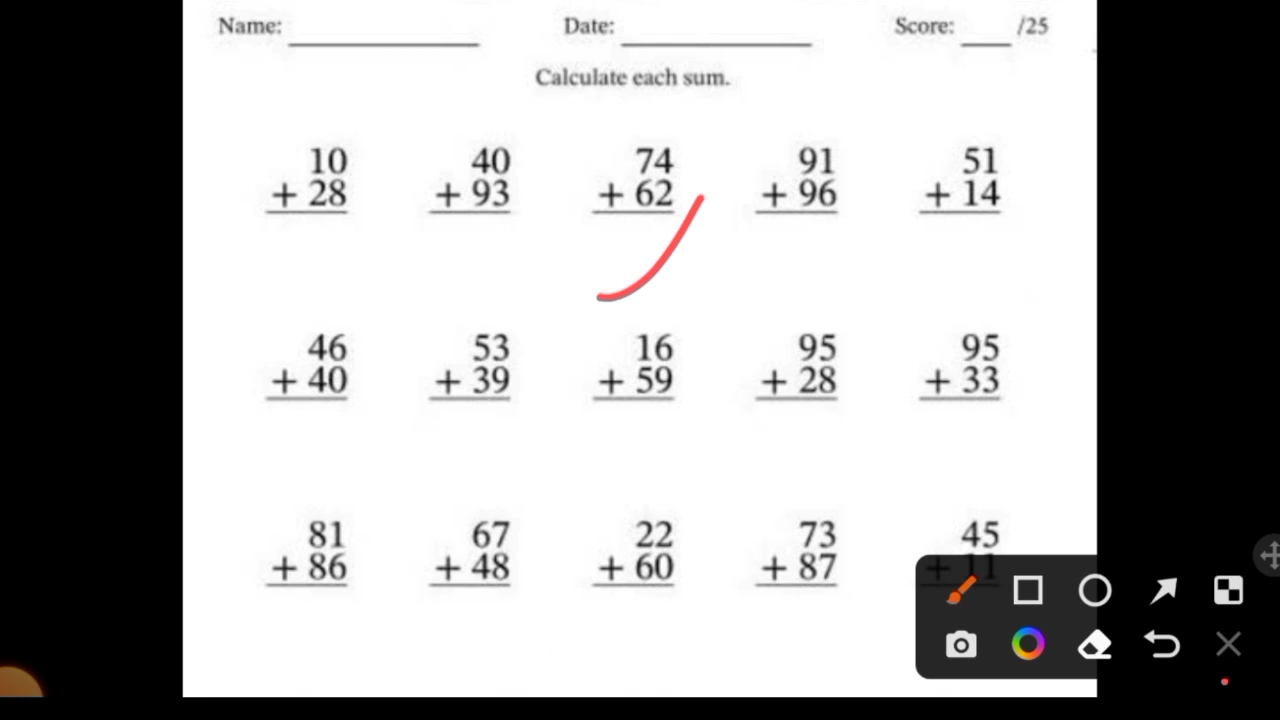 Name: Date: Score: /25
Calculate each sum.
10 40 74 91 51
+ 28 + 93 + 62 + 96 + 14
46 53 16 95 95
+ 40 + 39 + 59 + 28 + 33
81 67 22 73 45
+ 86 + 48 + 60 + 87 + 11